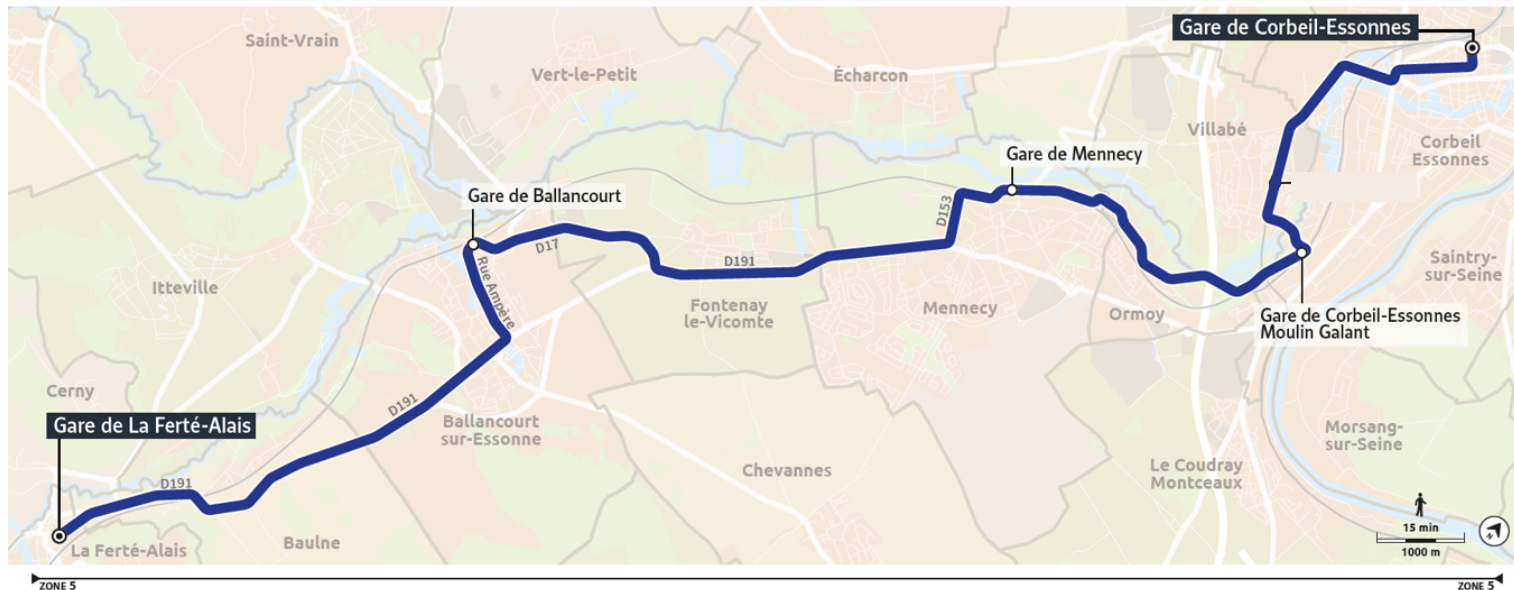 Gare de Corbeil-Essonnes
Saint-Vrain
Vert-le-Petit
Écharcon
Villabé
Corbeil
Essonnes
Gare de Mennecy
Gare de Ballancourt
D153
D17
D191
Rue Ampère
Itteville
Saintry-
sur-Seine
Fontenay
le-Vicomte
Mennecy
Ormoy
Gare de Corbeil-Essonnes
Moulin Galant
Cerny
D191
Gare de La Ferté-Alais
Ballancourt
sur-Essonne
Morsang-
sur-Seine
Chevannes
Le Coudray
Montceaux
D191
15 min
1000 m
N
La Ferté-Alais
Baulne
ZONE 5
ZONE 5